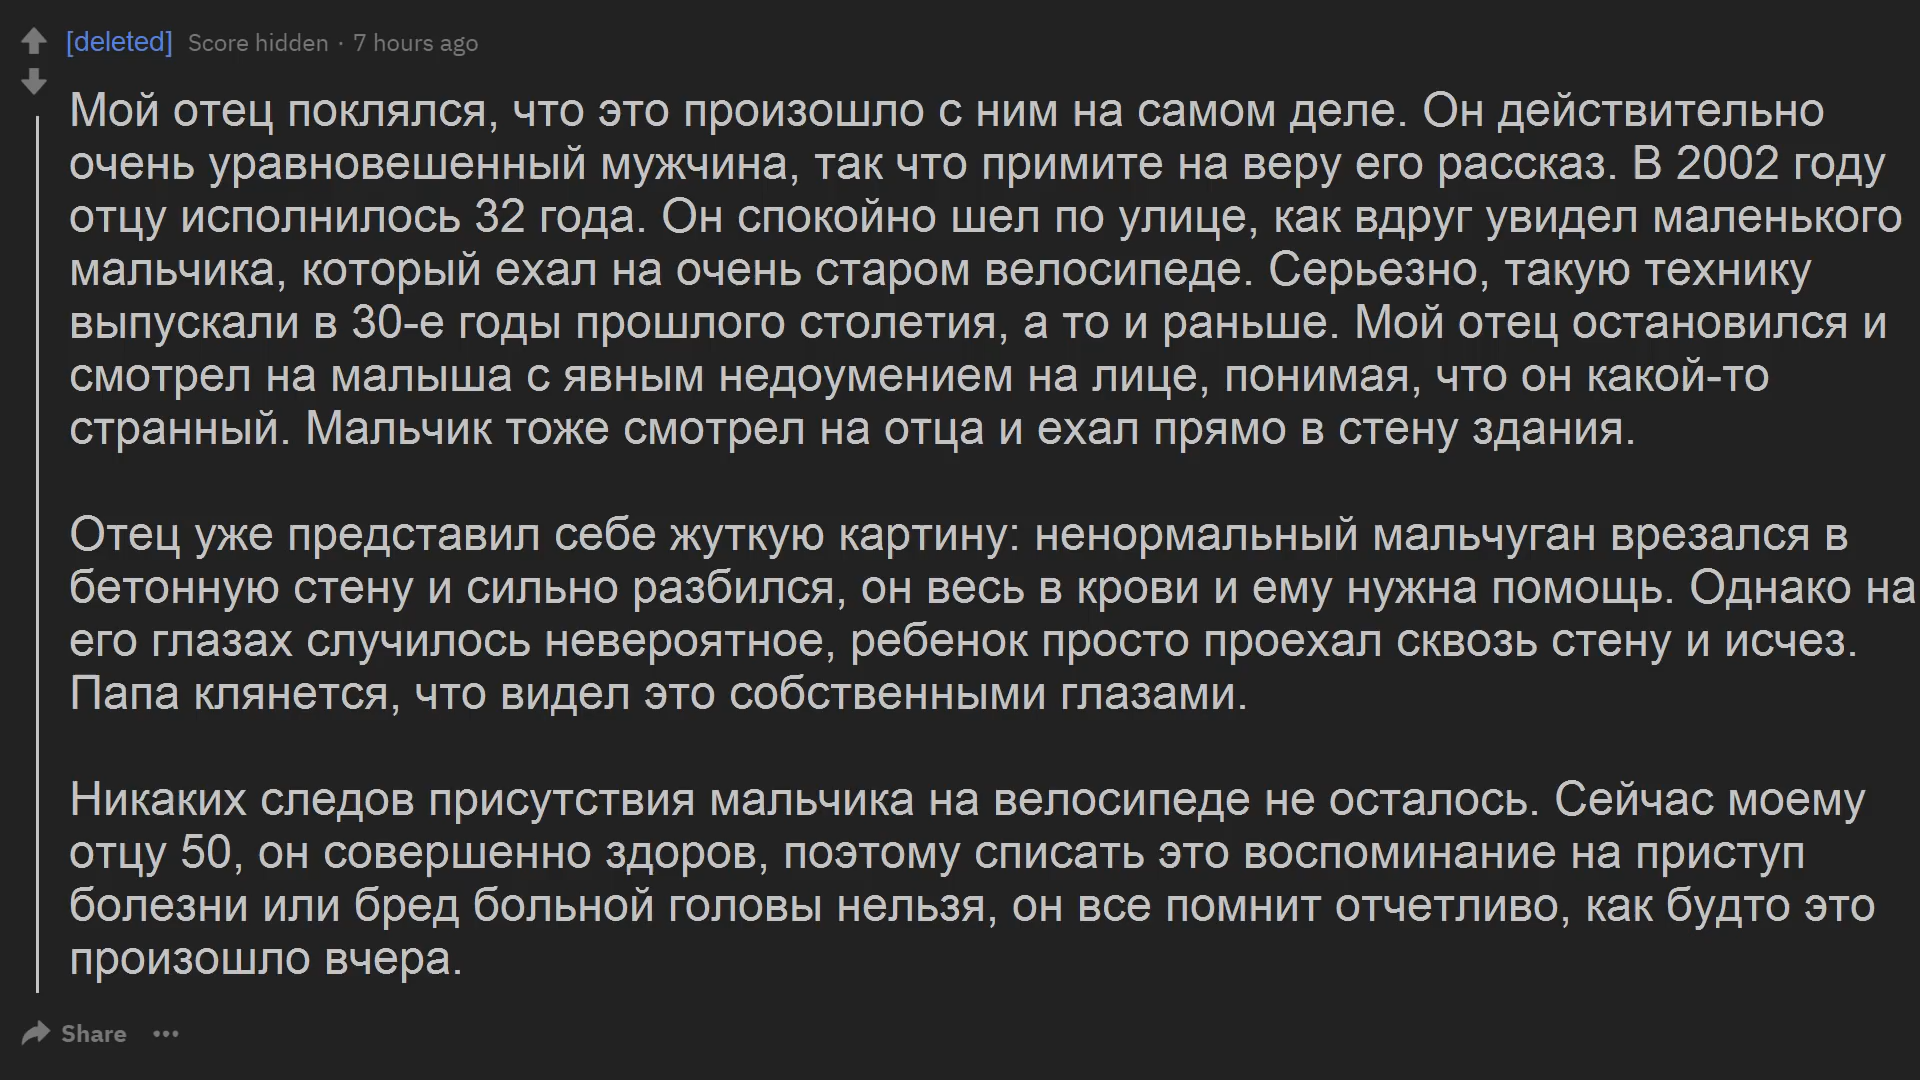 [deleted] Score hidden · 7 hours ago
Мой отец поклялся, что это произошло с ним на самом деле. Он действительно
очень уравновешенный мужчина, так что примите на веру его рассказ. В 2002 году
отцу исполнилось 32 года. Он спокойно шел по улице, как вдруг увидел маленького
мальчика, который ехал на очень старом велосипеде. Серьезно, такую технику
выпускали в 30-е годы прошлого столетия, а то и раньше. Мой отец остановился и
смотрел на малыша с явным недоумением на лице, понимая, что он какой-то
странный. Мальчик тоже смотрел на отца и ехал прямо в стену здания.
Отец уже представил себе жуткую картину: ненормальный мальчуган врезался в
бетонную стену и сильно разбился, он весь в крови и ему нужна помощь. Однако на
его глазах случилось невероятное, ребенок просто проехал сквозь стену и исчез.
Папа клянется, что видел это собственными глазами.
Никаких следов присутствия мальчика на велосипеде не осталось. Сейчас моему
отцу 50, он совершенно здоров, поэтому списать это воспоминание на приступ
болезни или бред больной головы нельзя, он все помнит отчетливо, как будто это
произошло вчера.
Share ···